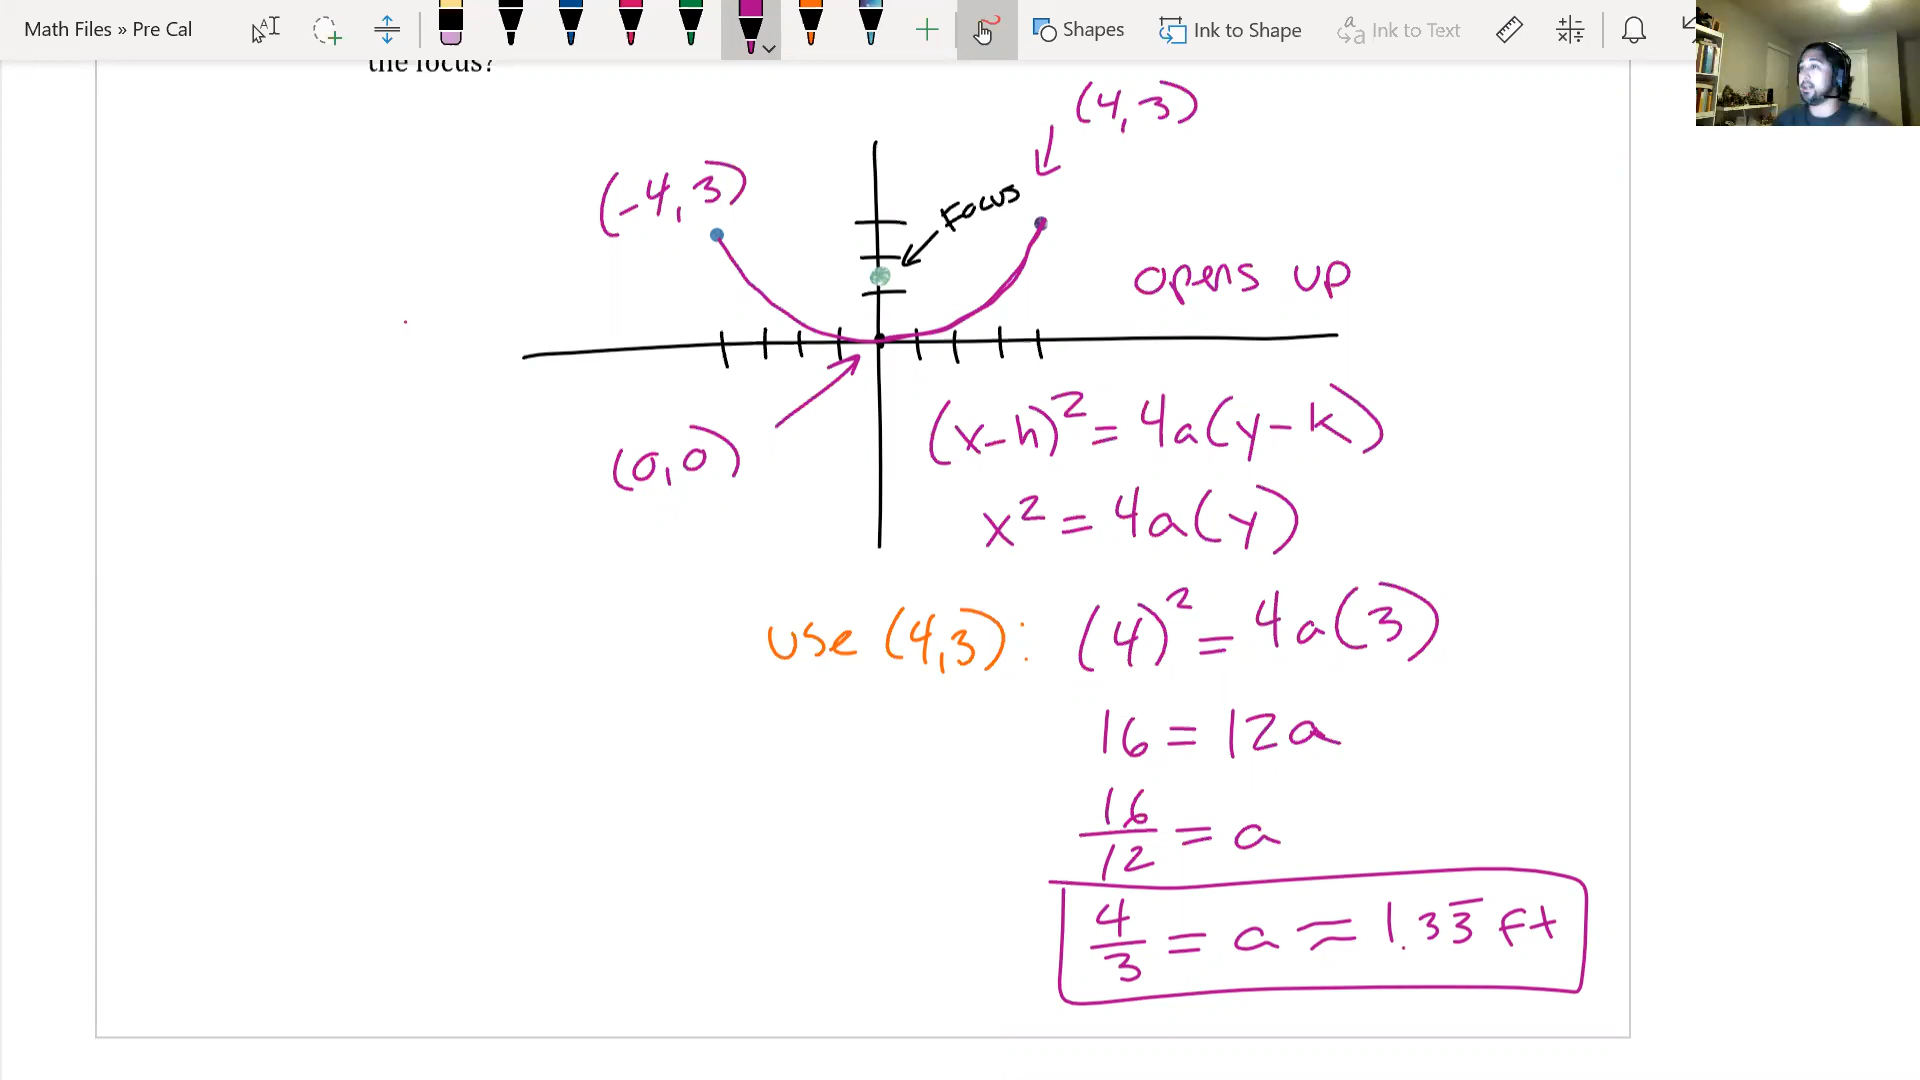 Math Files » Pre Cal
Shapes
Ink to Shape
Ink to Text
the focus?
(4,3)
(-4,3)
Focus
opens up
(0,0)
(x-h)² = 4a(y-k)
x² = 4a(y)
use (4,3): (4)² = 4a(3)
16 = 12a
16/12 = a
4/3 = a ≈ 1.33̅ ft